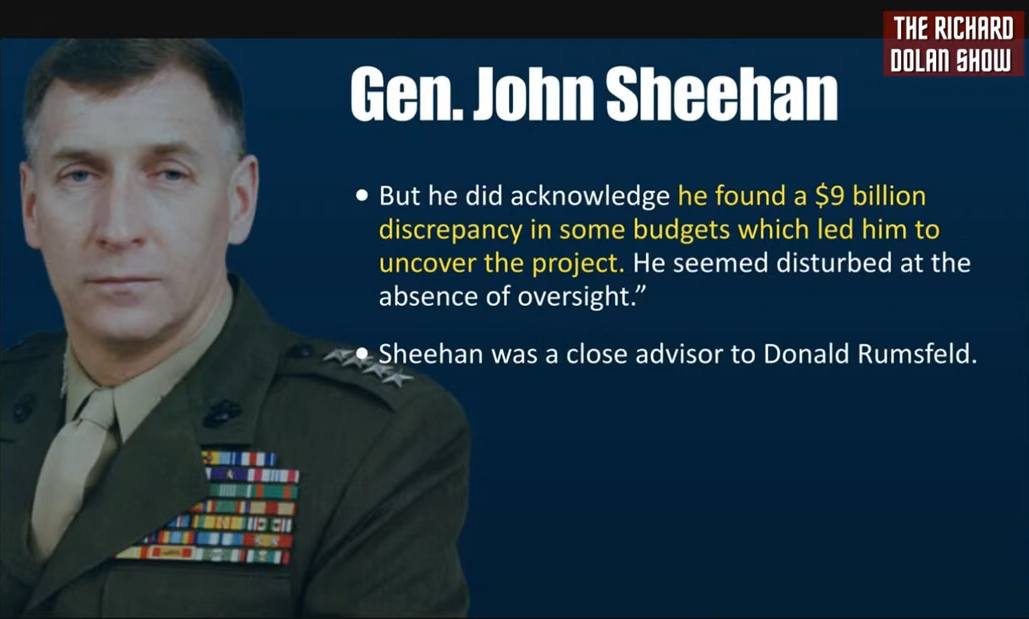 THE RICHARD
DOLAN SHOW
Gen. John Sheehan
• But he did acknowledge he found a $9 billion
discrepancy in some budgets which led him to
uncover the project. He seemed disturbed at the
absence of oversight.”
• Sheehan was a close advisor to Donald Rumsfeld.